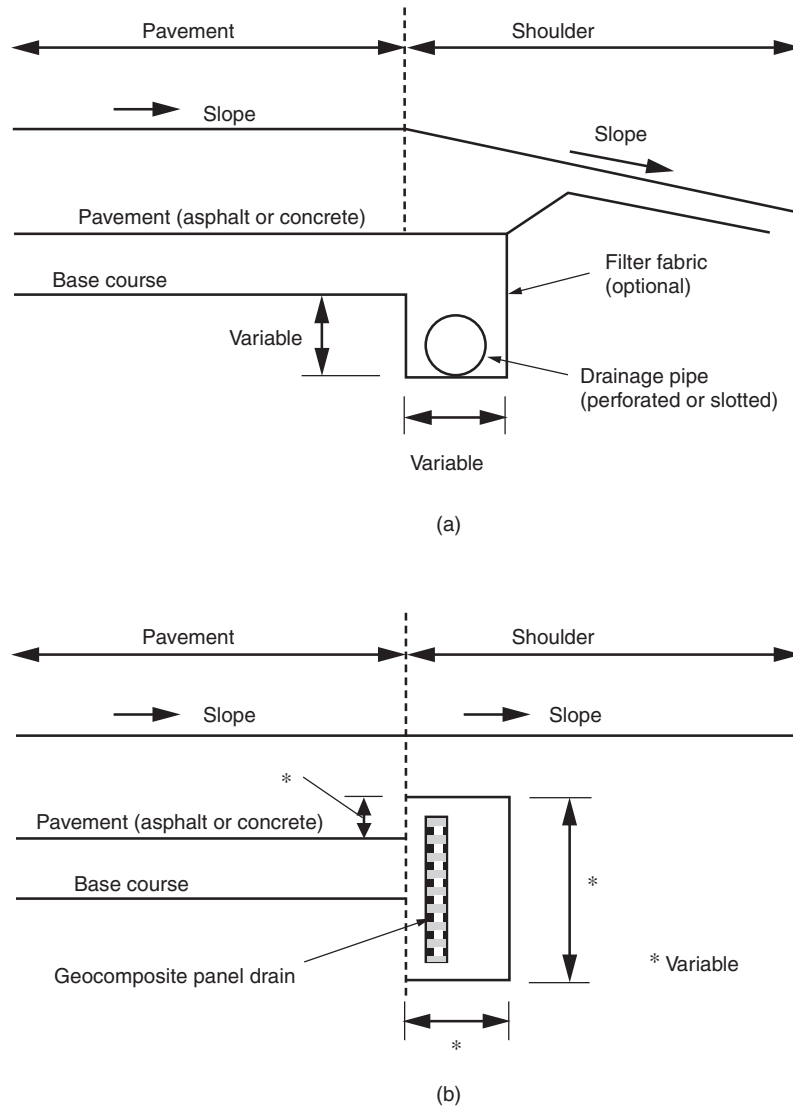 Pavement
Shoulder
Slope
Slope
Pavement (asphalt or concrete)
Base course
Filter fabric
(optional)
Variable
Drainage pipe
(perforated or slotted)
Variable
(a)
Pavement
Shoulder
Slope
Slope
*
Pavement (asphalt or concrete)
Base course
*
Geocomposite panel drain
* Variable
*
(b)